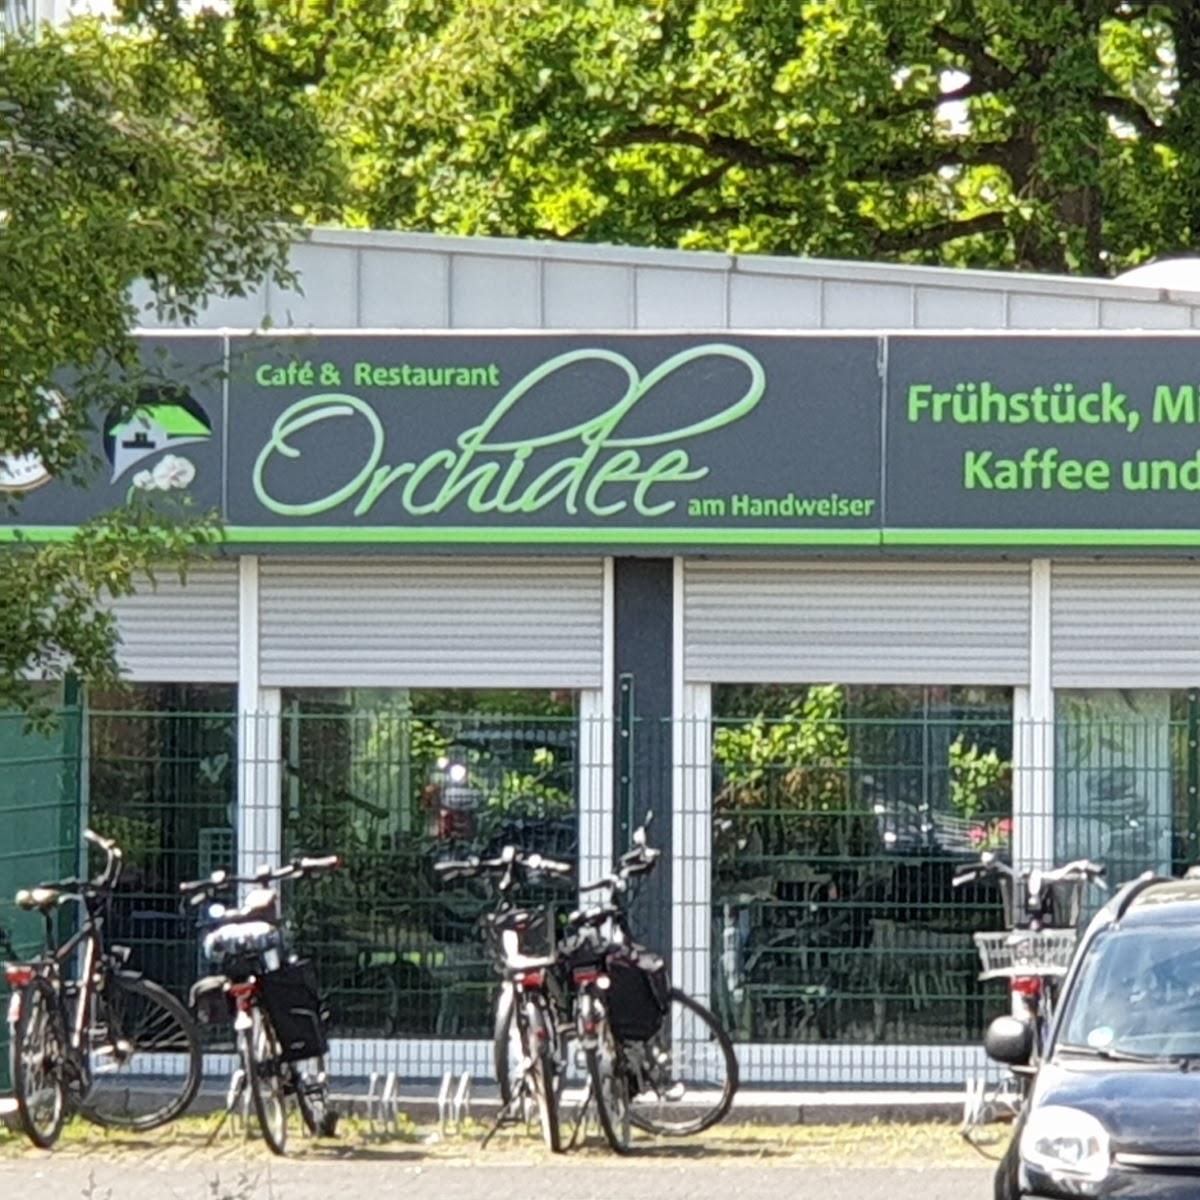 Café & Restaurant
Orchidee
am Handweiser
Frühstück, M
Kaffee und